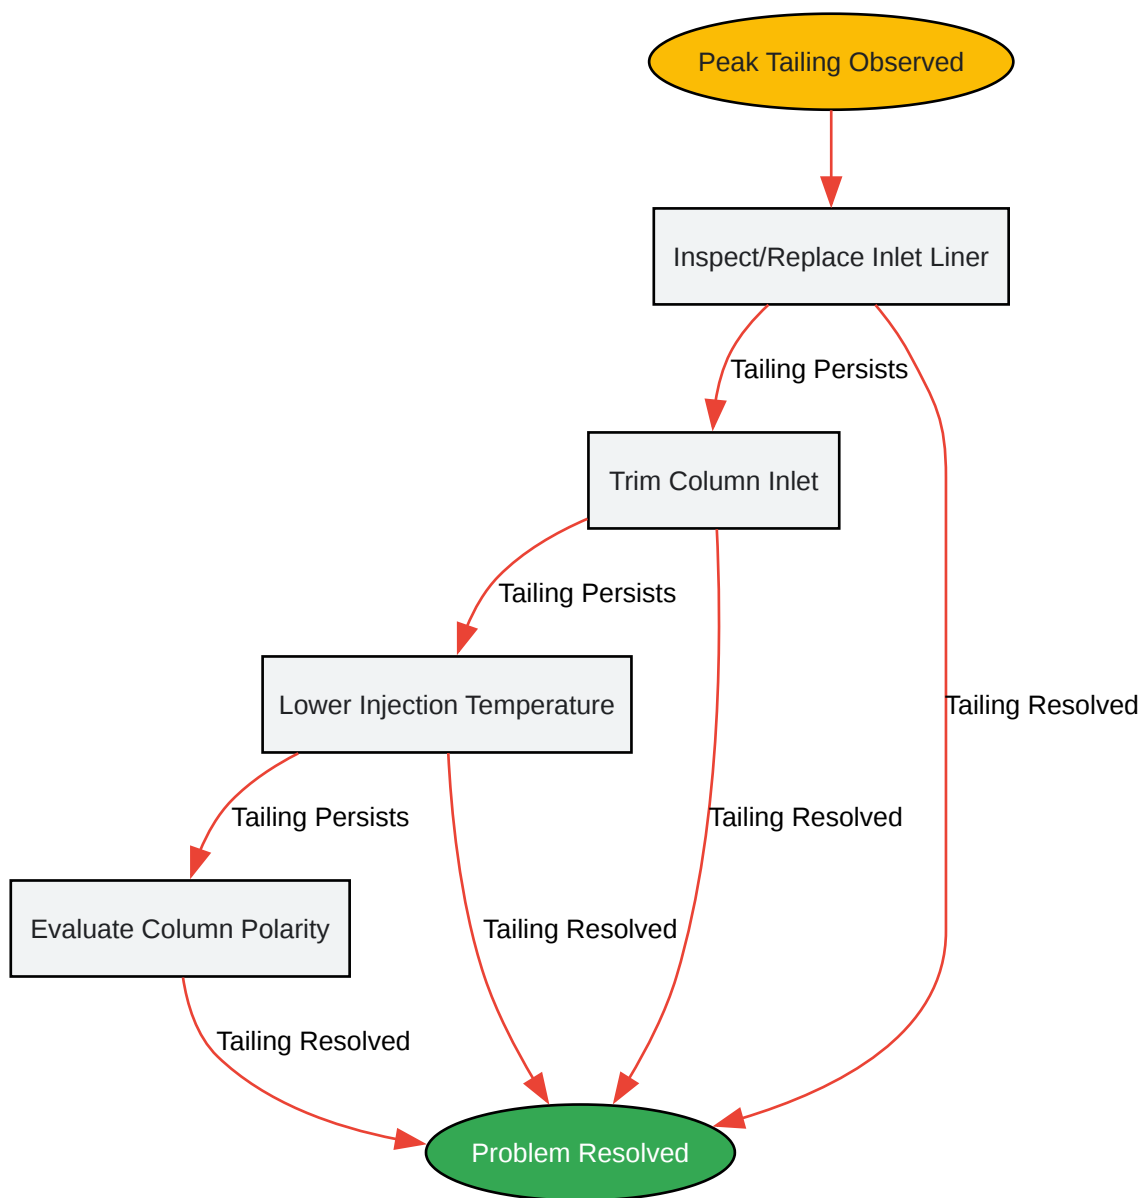 Peak Tailing Observed
Inspect/Replace Inlet Liner
Tailing Persists
Trim Column Inlet
Tailing Persists
Lower Injection Temperature
Tailing Resolved
Tailing Persists
Tailing Resolved
Evaluate Column Polarity
Tailing Resolved
Tailing Resolved
Problem Resolved